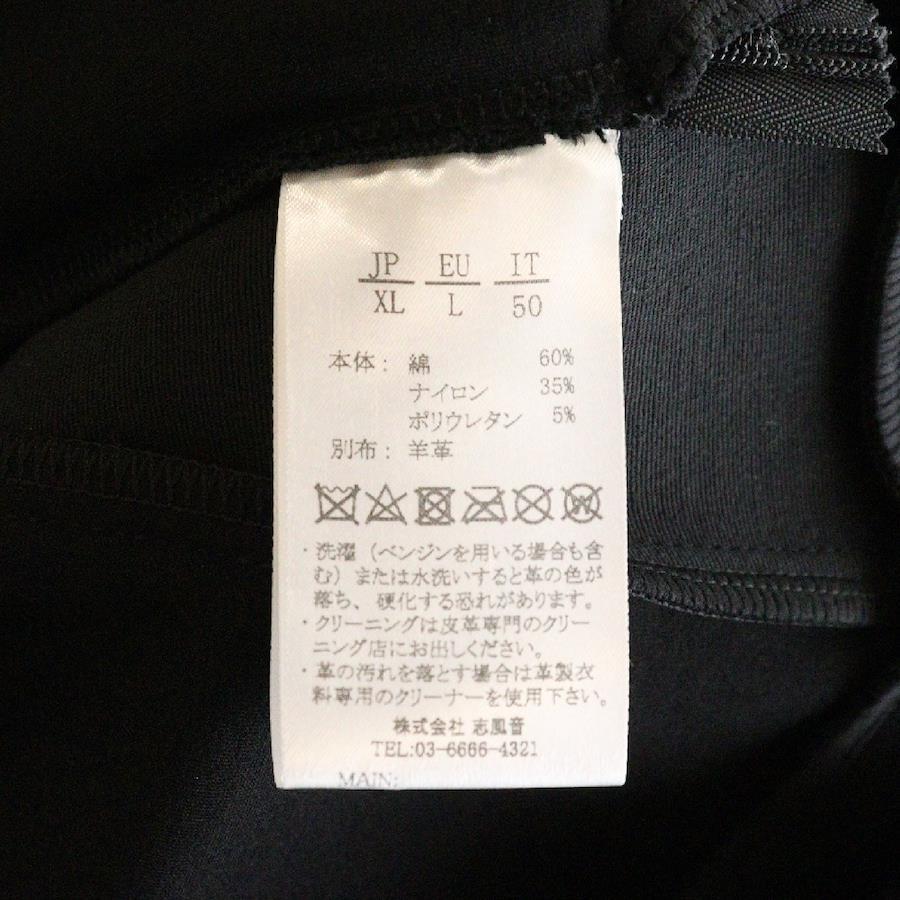 JP EU IT
XL L 50
本体： 綿 60%
ナイロン 35%
ポリウレタン 5%
別布： 羊革
・洗濯（ベンジンを用いる場合も含
む）または水洗いすると革の色が
落ち、硬化する恐れがあります。
・クリーニングは皮革専門のクリー
ニング店にお出しください。
・革の汚れを落とす場合は革製衣
料専用のクリーナーを使用下さい。
株式会社 志風音
TEL:03-6666-4321
MAIN: